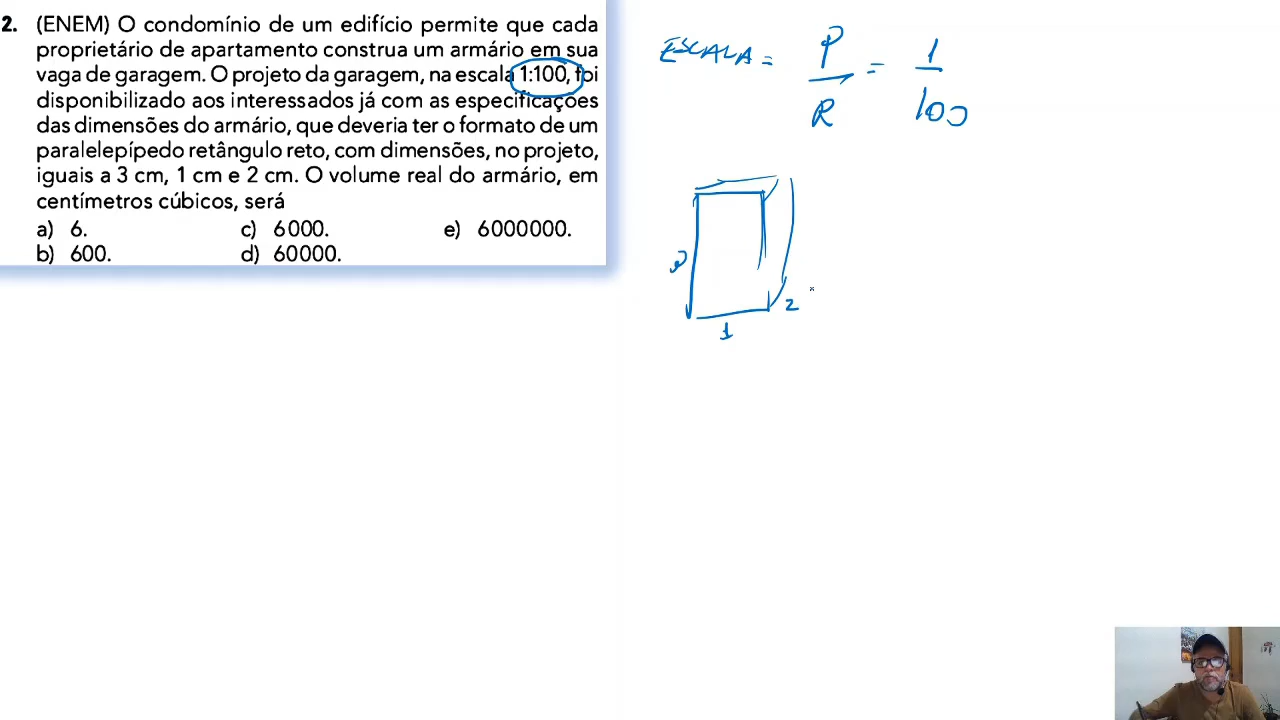 2. (ENEM) O condomínio de um edifício permite que cada
proprietário de apartamento construa um armário em sua
vaga de garagem. O projeto da garagem, na escala 1:100, foi
disponibilizado aos interessados já com as especificações
das dimensões do armário, que deveria ter o formato de um
paralelepípedo retângulo reto, com dimensões, no projeto,
iguais a 3 cm, 1 cm e 2 cm. O volume real do armário, em
centímetros cúbicos, será
a) 6. c) 6000. e) 6000000.
b) 600. d) 60000.
ESCALA = P/R = 1/100
2
1